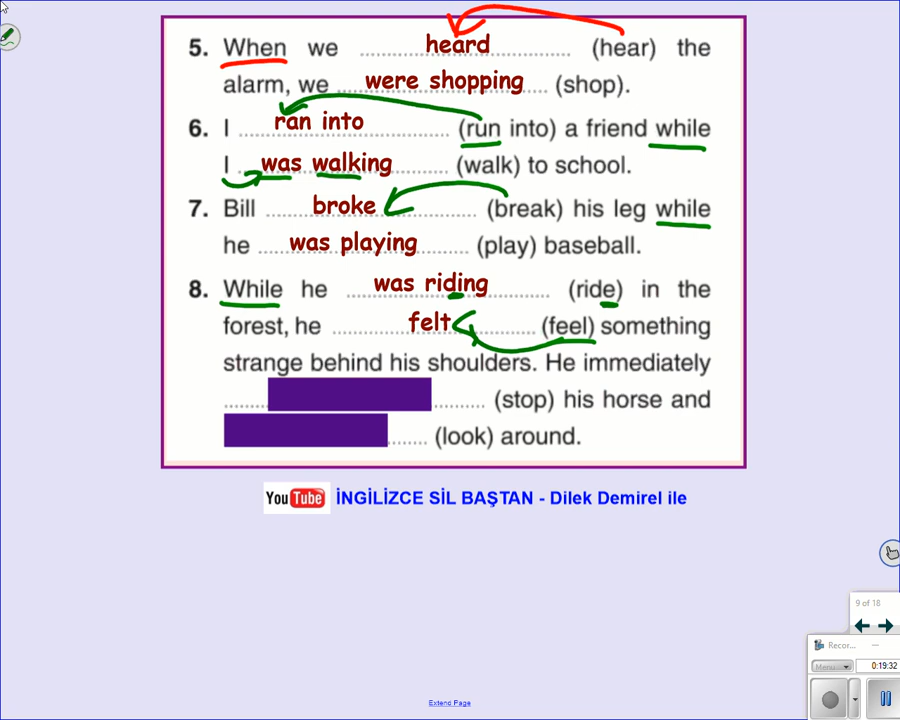 5. When we ........ heard ........ (hear) the
alarm, we ... were shopping .... (shop).
6. I ...... ran into ........ (run into) a friend while
I ... was walking ...... (walk) to school.
7. Bill ...... broke ........ (break) his leg while
he .... was playing ...... (play) baseball.
8. While he .... was riding ...... (ride) in the
forest, he ...... felt ...... (feel) something
strange behind his shoulders. He immediately
...... ...... (stop) his horse and
...... (look) around.
YouTube İNGİLİZCE SİL BAŞTAN - Dilek Demirel ile
9 of 18
Recor...
Menu
0:19:32
Extend Page